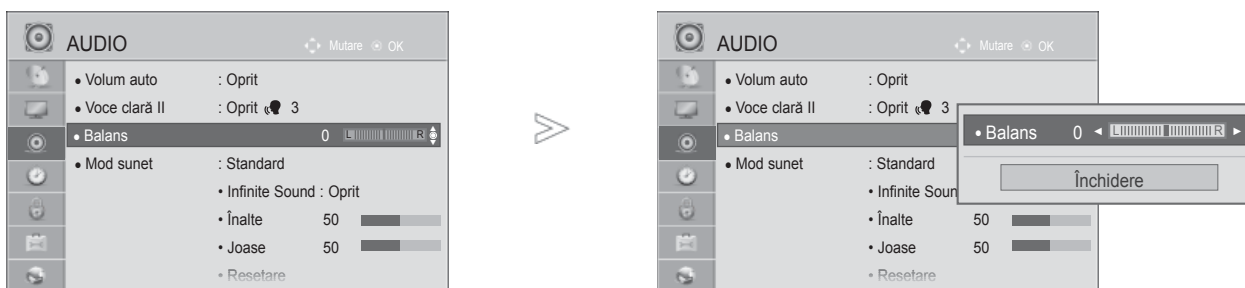 AUDIO Mutare OK
• Volum auto : Oprit
• Voce clară II : Oprit 3
• Balans 0 L R
• Mod sunet : Standard
• Infinite Sound : Oprit
• Înalte 50
• Joase 50
• Resetare
AUDIO Mutare OK
• Volum auto : Oprit
• Voce clară II : Oprit 3
• Balans
• Mod sunet : Standard
• Infinite Soun
• Înalte 50
• Joase 50
• Resetare
• Balans 0 ◄ L R ►
Închidere